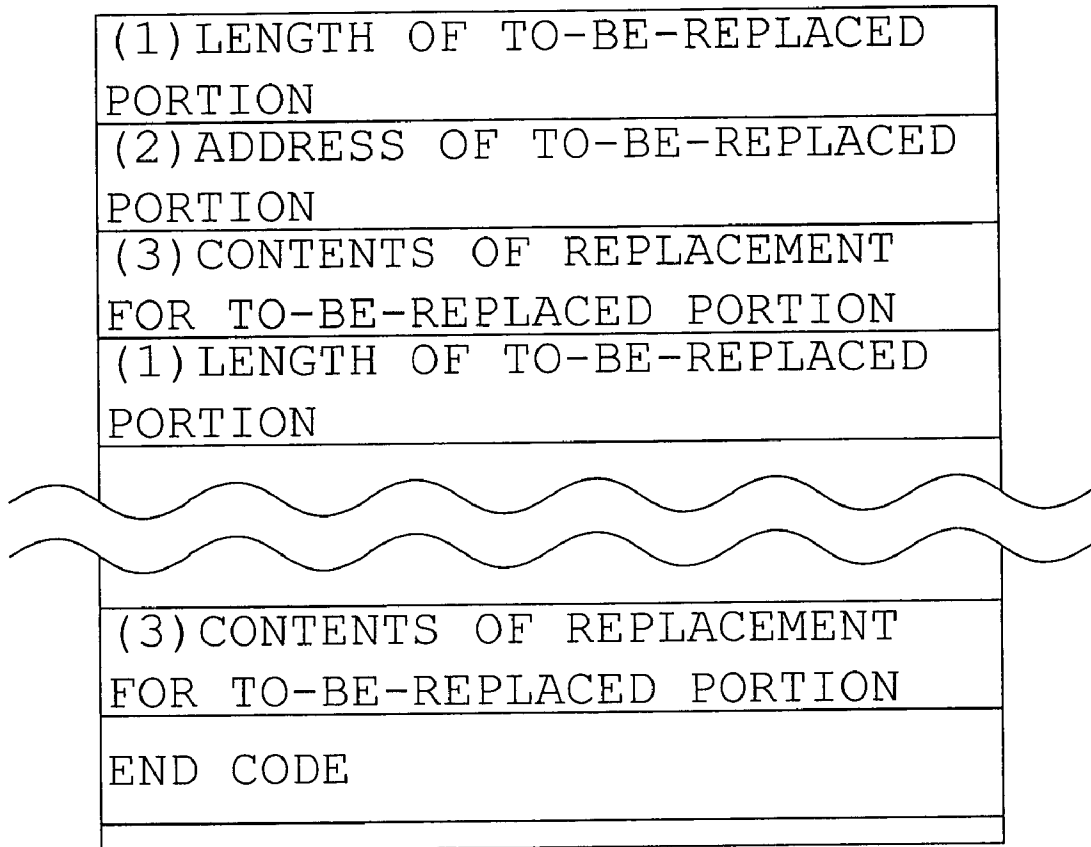 (1)LENGTH OF TO-BE-REPLACED
PORTION
(2)ADDRESS OF TO-BE-REPLACED
PORTION
(3)CONTENTS OF REPLACEMENT
FOR TO-BE-REPLACED PORTION
(1)LENGTH OF TO-BE-REPLACED
PORTION
(3)CONTENTS OF REPLACEMENT
FOR TO-BE-REPLACED PORTION
END CODE